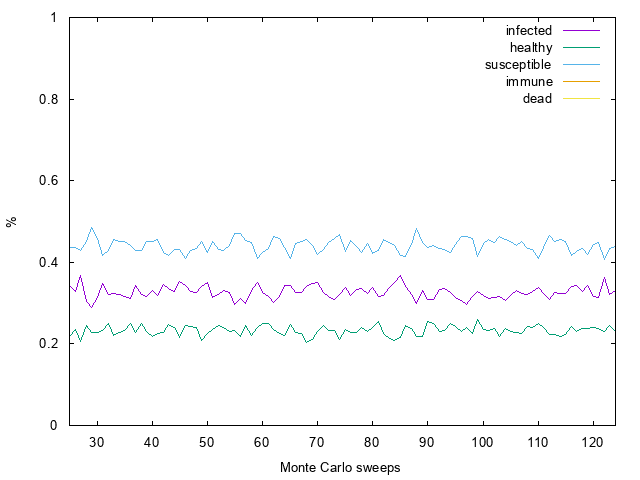 1
0.8
0.6
0.4
0.2
0
%
infected
healthy
susceptible
immune
dead
30 40 50 60 70 80 90 100 110 120
Monte Carlo sweeps